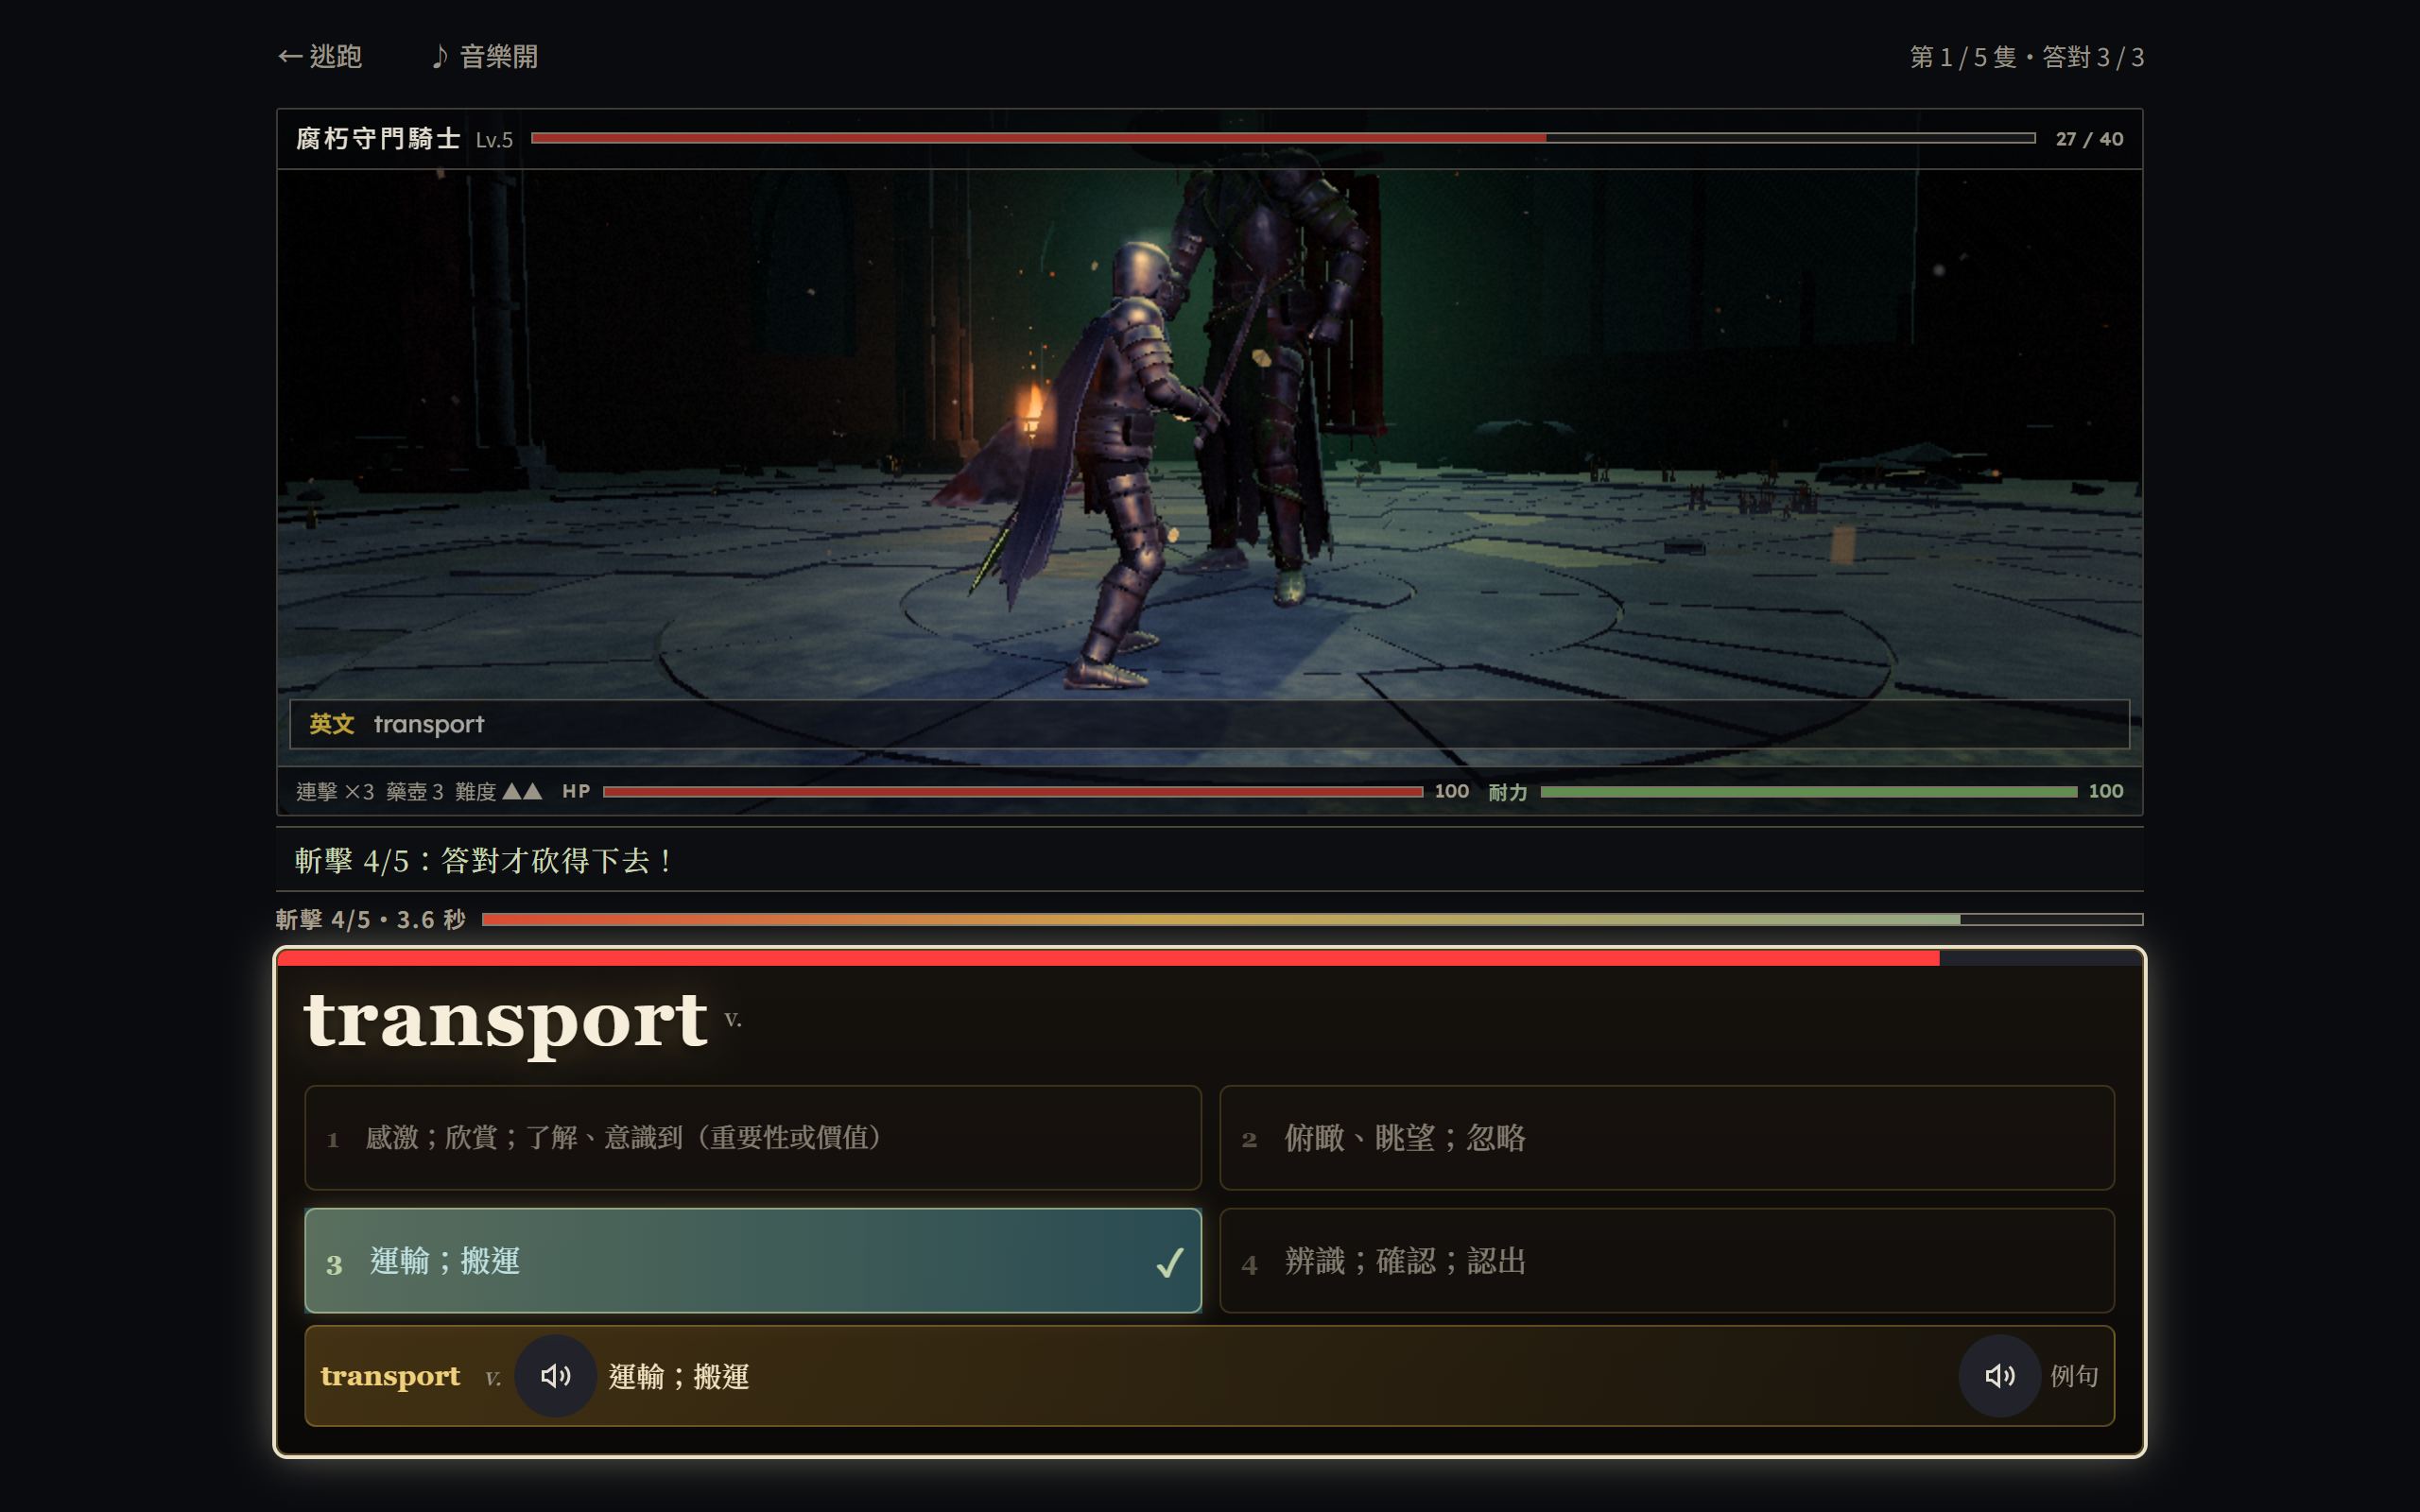 ← 逃跑 ♪ 音樂開 第 1 / 5 隻・答對 3 / 3
腐朽守門騎士 Lv.5 27 / 40
英文 transport
連擊 ×3 藥壺 3 難度 ▲▲ HP 100 耐力 100
斬擊 4/5：答對才砍得下去！
斬擊 4/5・3.6 秒
transport v.
1 感激；欣賞；了解、意識到（重要性或價值）
2 俯瞰、眺望；忽略
3 運輸；搬運 ✓
4 辨識；確認；認出
transport v. 運輸；搬運 例句